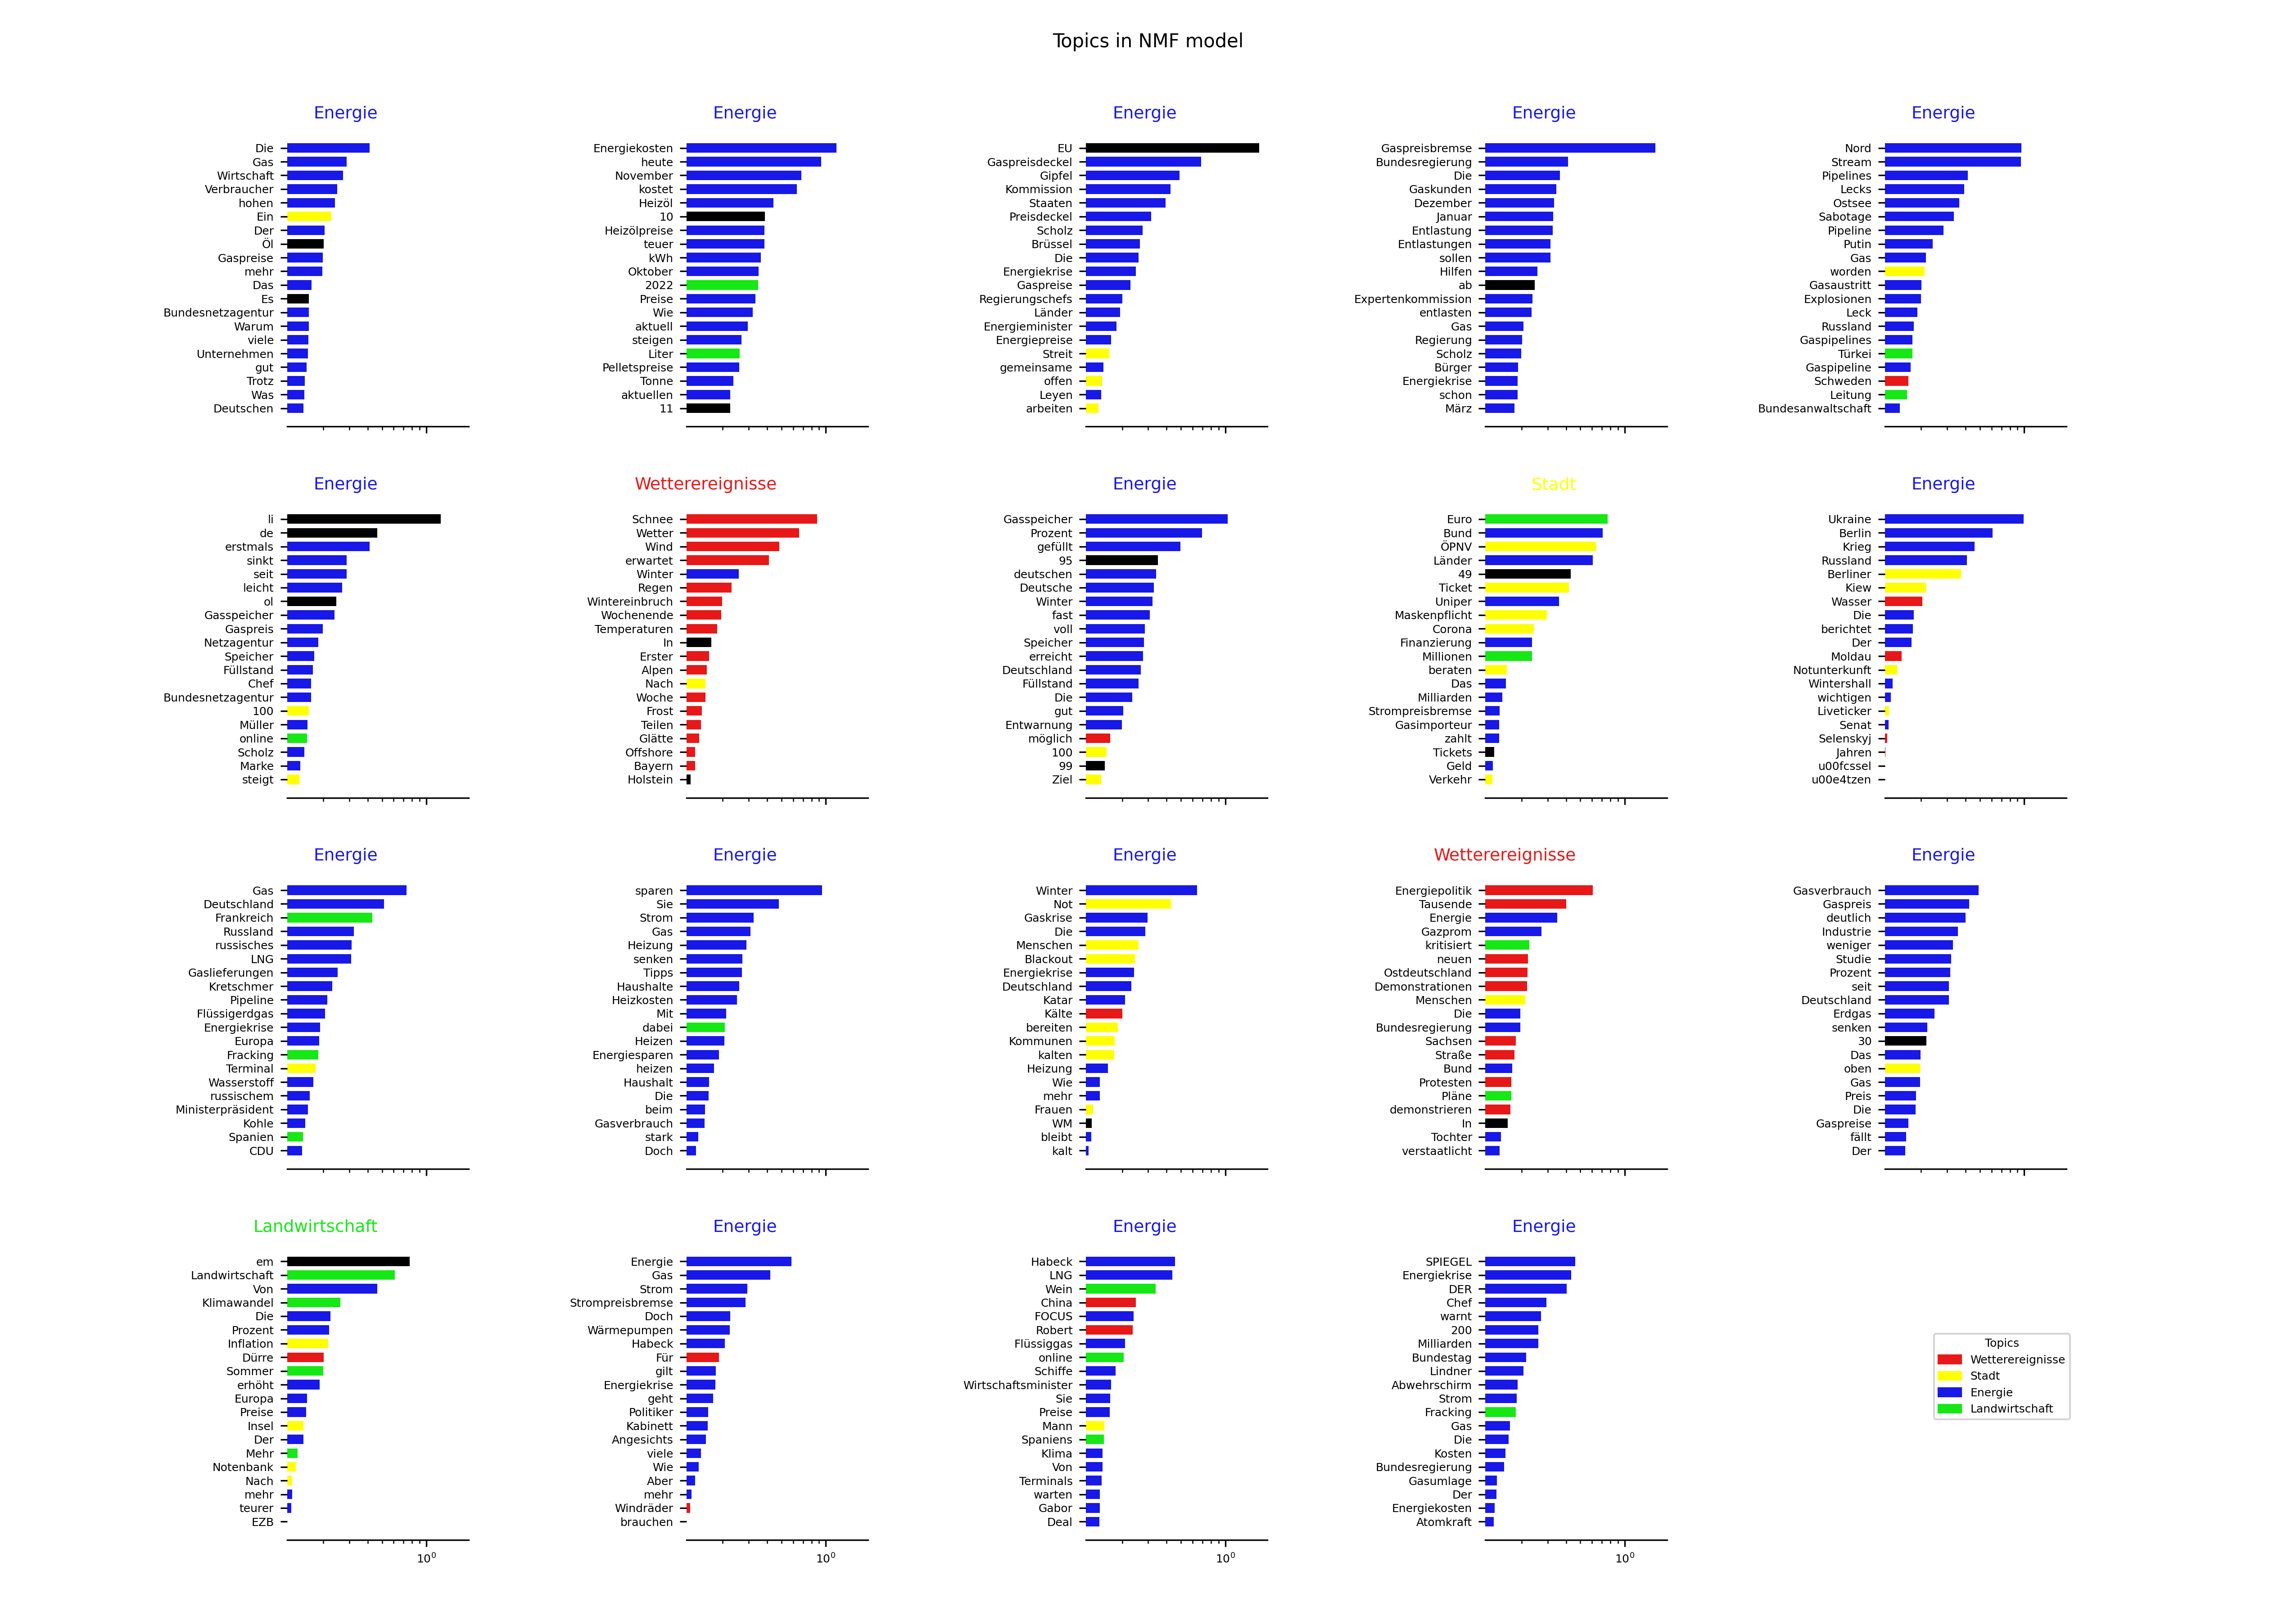 Topics in NMF model
Energie
Die
Gas
Wirtschaft
Verbraucher
hohen
Ein
Der
Öl
Gaspreise
mehr
Das
Es
Bundesnetzagentur
Warum
viele
Unternehmen
gut
Trotz
Was
Deutschen
Energie
Energiekosten
heute
November
kostet
Heizöl
10
Heizölpreise
teuer
kWh
Oktober
2022
Preise
Wie
aktuell
steigen
Liter
Pelletspreise
Tonne
aktuellen
11
Energie
EU
Gaspreisdeckel
Gipfel
Kommission
Staaten
Preisdeckel
Scholz
Brüssel
Die
Energiekrise
Gaspreise
Regierungschefs
Länder
Energieminister
Energiepreise
Streit
gemeinsame
offen
Leyen
arbeiten
Energie
Gaspreisbremse
Bundesregierung
Die
Gaskunden
Dezember
Januar
Entlastung
Entlastungen
sollen
Hilfen
ab
Expertenkommission
entlasten
Gas
Regierung
Scholz
Bürger
Energiekrise
schon
März
Energie
Nord
Stream
Pipelines
Lecks
Ostsee
Sabotage
Pipeline
Putin
Gas
worden
Gasaustritt
Explosionen
Leck
Russland
Gaspipelines
Türkei
Gaspipeline
Schweden
Leitung
Bundesanwaltschaft
Energie
li
de
erstmals
sinkt
seit
leicht
ol
Gasspeicher
Gaspreis
Netzagentur
Speicher
Füllstand
Chef
Bundesnetzagentur
100
Müller
online
Scholz
Marke
steigt
Wetterereignisse
Schnee
Wetter
Wind
erwartet
Winter
Regen
Wintereinbruch
Wochenende
Temperaturen
In
Erster
Alpen
Nach
Woche
Frost
Teilen
Glätte
Offshore
Bayern
Holstein
Energie
Gasspeicher
Prozent
gefüllt
95
deutschen
Deutsche
Winter
fast
voll
Speicher
erreicht
Deutschland
Füllstand
Die
gut
Entwarnung
möglich
100
99
Ziel
Stadt
Euro
Bund
ÖPNV
Länder
49
Ticket
Uniper
Maskenpflicht
Corona
Finanzierung
Millionen
beraten
Das
Milliarden
Strompreisbremse
Gasimporteur
zahlt
Tickets
Geld
Verkehr
Energie
Ukraine
Berlin
Krieg
Russland
Berliner
Kiew
Wasser
Die
berichtet
Der
Moldau
Notunterkunft
Wintershall
wichtigen
Liveticker
Senat
Selenskyj
Jahren
u00fcssel
u00e4tzen
Energie
Gas
Deutschland
Frankreich
Russland
russisches
LNG
Gaslieferungen
Kretschmer
Pipeline
Flüssigerdgas
Energiekrise
Europa
Fracking
Terminal
Wasserstoff
russischem
Ministerpräsident
Kohle
Spanien
CDU
Energie
sparen
Sie
Strom
Gas
Heizung
senken
Tipps
Haushalte
Heizkosten
Mit
dabei
Heizen
Energiesparen
heizen
Haushalt
Die
beim
Gasverbrauch
stark
Doch
Energie
Winter
Not
Gaskrise
Die
Menschen
Blackout
Energiekrise
Deutschland
Katar
Kälte
bereiten
Kommunen
kalten
Heizung
Wie
mehr
Frauen
WM
bleibt
kalt
Wetterereignisse
Energiepolitik
Tausende
Energie
Gazprom
kritisiert
neuen
Ostdeutschland
Demonstrationen
Menschen
Die
Bundesregierung
Sachsen
Straße
Bund
Protesten
Pläne
demonstrieren
In
Tochter
verstaatlicht
Energie
Gasverbrauch
Gaspreis
deutlich
Industrie
weniger
Studie
Prozent
seit
Deutschland
Erdgas
senken
30
Das
oben
Gas
Preis
Die
Gaspreise
fällt
Der
Landwirtschaft
em
Landwirtschaft
Von
Klimawandel
Die
Prozent
Inflation
Dürre
Sommer
erhöht
Europa
Preise
Insel
Der
Mehr
Notenbank
Nach
mehr
teurer
EZB
10⁰
Energie
Energie
Gas
Strom
Strompreisbremse
Doch
Wärmepumpen
Habeck
Für
gilt
Energiekrise
geht
Politiker
Kabinett
Angesichts
viele
Wie
Aber
mehr
Windräder
brauchen
10⁰
Energie
Habeck
LNG
Wein
China
FOCUS
Robert
Flüssiggas
online
Schiffe
Wirtschaftsminister
Sie
Preise
Mann
Spaniens
Klima
Von
Terminals
warten
Gabor
Deal
10⁰
Energie
SPIEGEL
Energiekrise
DER
Chef
warnt
200
Milliarden
Bundestag
Lindner
Abwehrschirm
Strom
Fracking
Gas
Die
Kosten
Bundesregierung
Gasumlage
Der
Energiekosten
Atomkraft
10⁰
Topics
Wetterereignisse
Stadt
Energie
Landwirtschaft